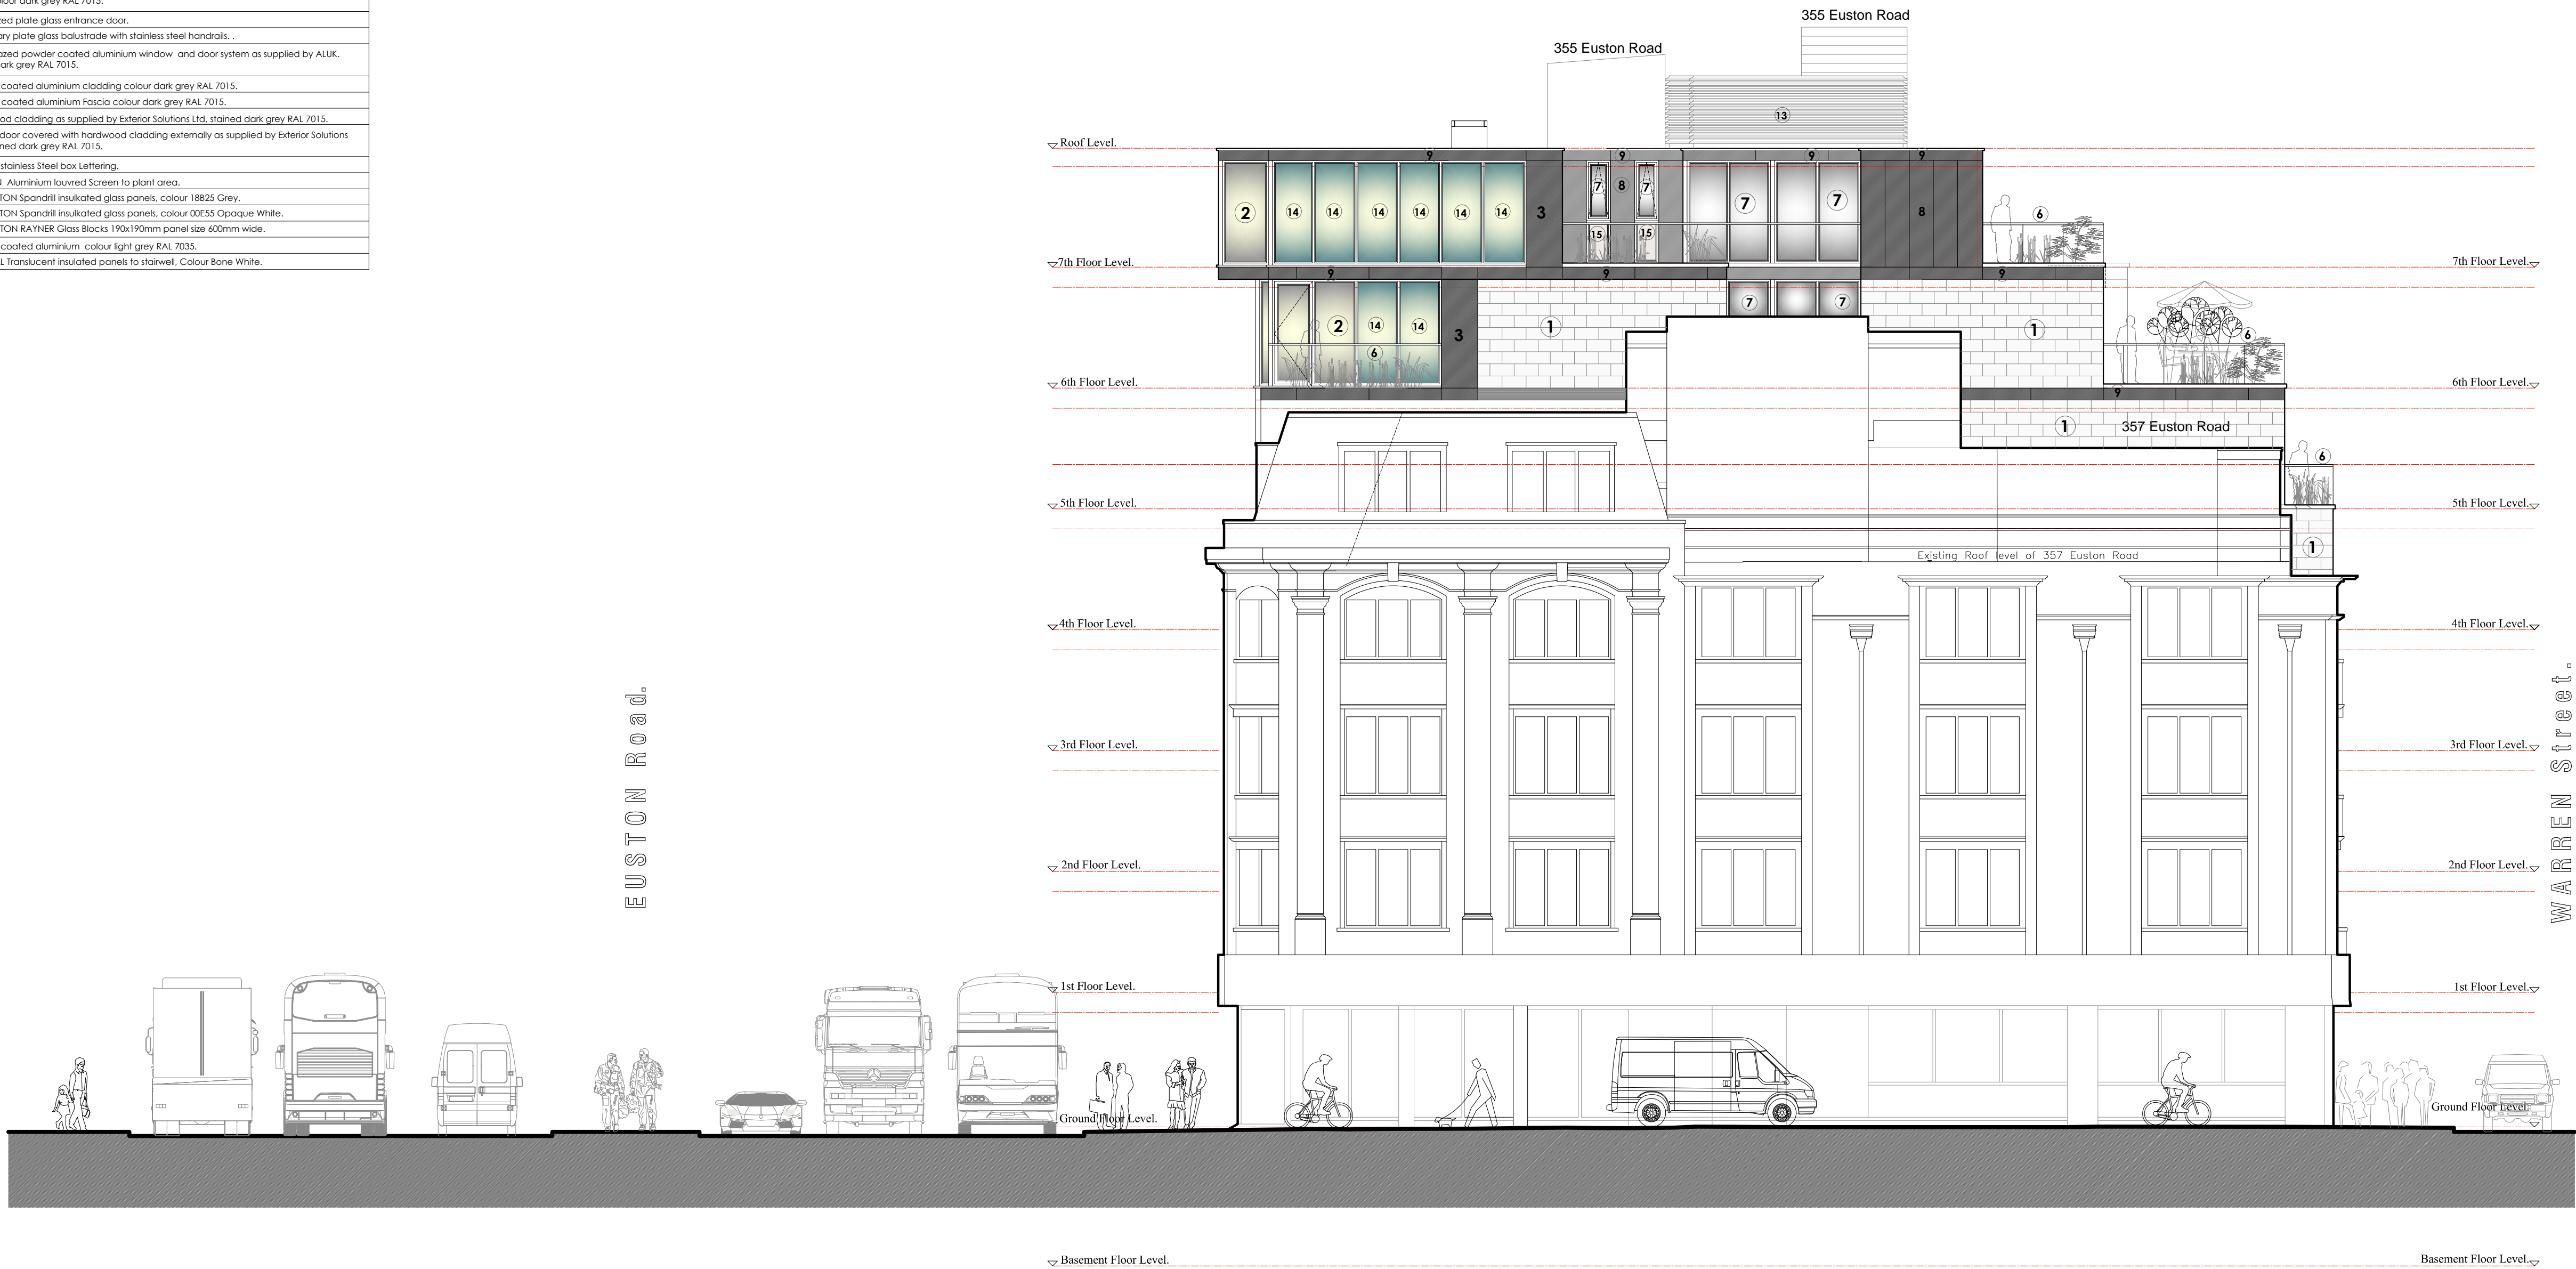 colour dark grey RAL 7015.
plate glass entrance door.
plate glass balustrade with stainless steel handrails. .
powder coated aluminium window and door system as supplied by ALUK.
dark grey RAL 7015.
coated aluminium cladding colour dark grey RAL 7015.
coated aluminium Fascia colour dark grey RAL 7015.
cladding as supplied by Exterior Solutions Ltd, stained dark grey RAL 7015.
door covered with hardwood cladding externally as supplied by Exterior Solutions
dark grey RAL 7015.
stainless Steel box Lettering.
Aluminium louvred Screen to plant area.
Spandrill insulkated glass panels, colour 18B25 Grey.
Spandrill insulkated glass panels, colour 00E55 Opaque White.
RAYNER Glass Blocks 190x190mm panel size 600mm wide.
coated aluminium colour light grey RAL 7035.
Translucent insulated panels to stairwell, Colour Bone White.
355 Euston Road
355 Euston Road
13
Roof Level.
9 9 9 9
2 14 14 14 14 14 14 3 7 8 7 7 7 8 6
15 15
7th Floor Level. 7th Floor Level.
9 9 9
7 7
2 14 14 3 1 1 6
6
6th Floor Level. 6th Floor Level.
9
1 357 Euston Road
6
5th Floor Level. 5th Floor Level.
Existing Roof level of 357 Euston Road
1
4th Floor Level. 4th Floor Level.
EUSTON Road.
WARREN Street.
3rd Floor Level. 3rd Floor Level.
2nd Floor Level. 2nd Floor Level.
1st Floor Level. 1st Floor Level.
Ground Floor Level. Ground Floor Level.
Basement Floor Level. Basement Floor Level.